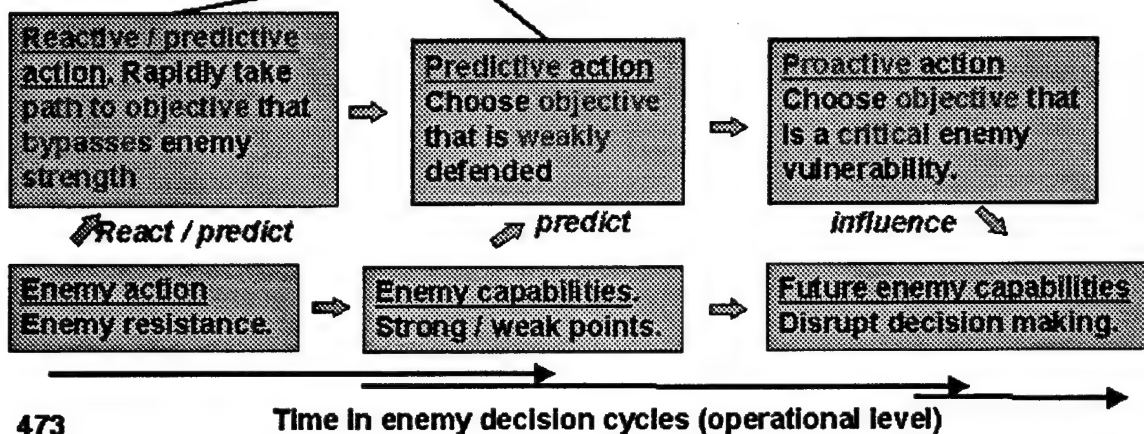 Reactive / predictive
action. Rapidly take
path to objective that
bypasses enemy
strength
Predictive action
Choose objective
that is weakly
defended
Proactive action
Choose objective that
is a critical enemy
vulnerability.
React / predict
predict
influence
Enemy action
Enemy resistance.
Enemy capabilities.
Strong / weak points.
Future enemy capabilities
Disrupt decision making.
473
Time in enemy decision cycles (operational level)